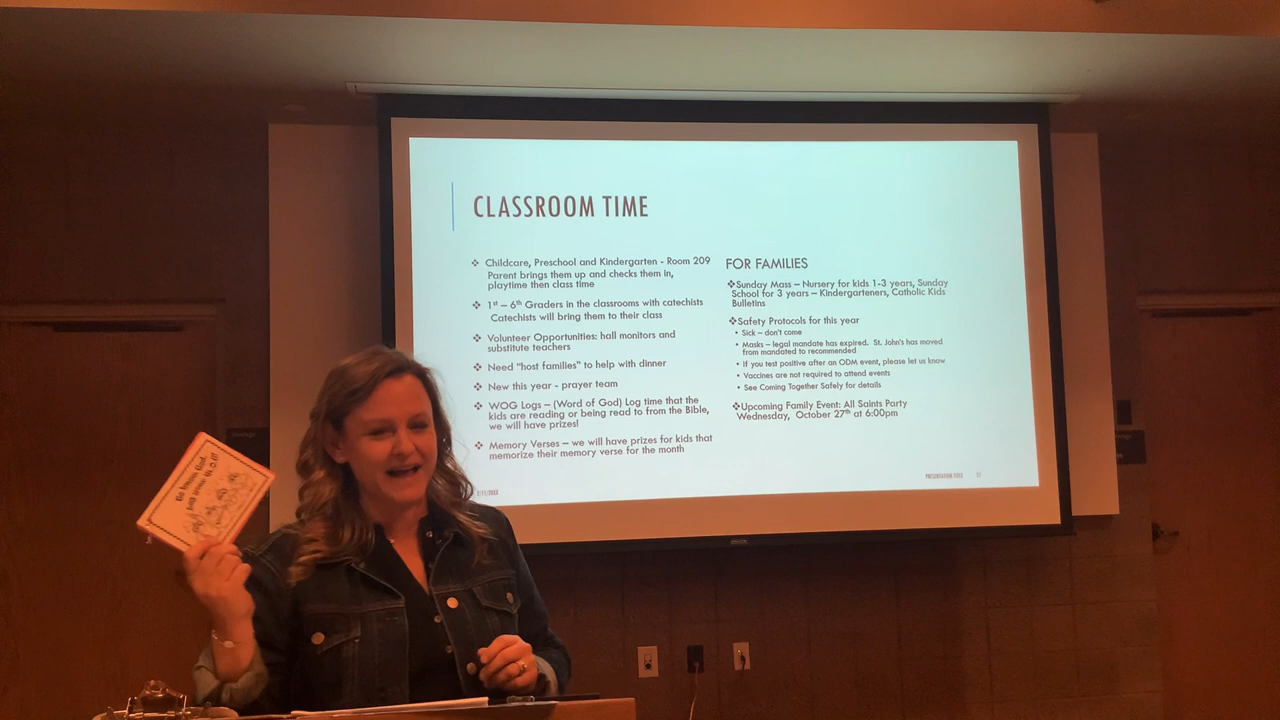 CLASSROOM TIME
❖ Childcare, Preschool and Kindergarten - Room 209
Parent brings them up and checks them in,
playtime then class time
❖ 1st – 6th Graders in the classrooms with catechists
Catechists will bring them to their class
❖ Volunteer Opportunities: hall monitors and
substitute teachers
❖ Need “host families” to help with dinner
❖ New this year - prayer team
❖ WOG Logs – (Word of God) Log time that the
kids are reading or being read to from the Bible,
we will have prizes!
❖ Memory Verses – we will have prizes for kids that
memorize their memory verse for the month
FOR FAMILIES
❖Sunday Mass – Nursery for kids 1-3 years, Sunday
School for 3 years – Kindergarteners, Catholic Kids
Bulletins
❖Safety Protocols for this year
• Sick – don't come
• Masks – legal mandate has expired. St. John's has moved
from mandated to recommended
• If you test positive after an ODM event, please let us know
• Vaccines are not required to attend events
• See Coming Together Safely for details
❖Upcoming Family Event: All Saints Party
Wednesday, October 27th at 6:00pm
PRESENTATION TITLE